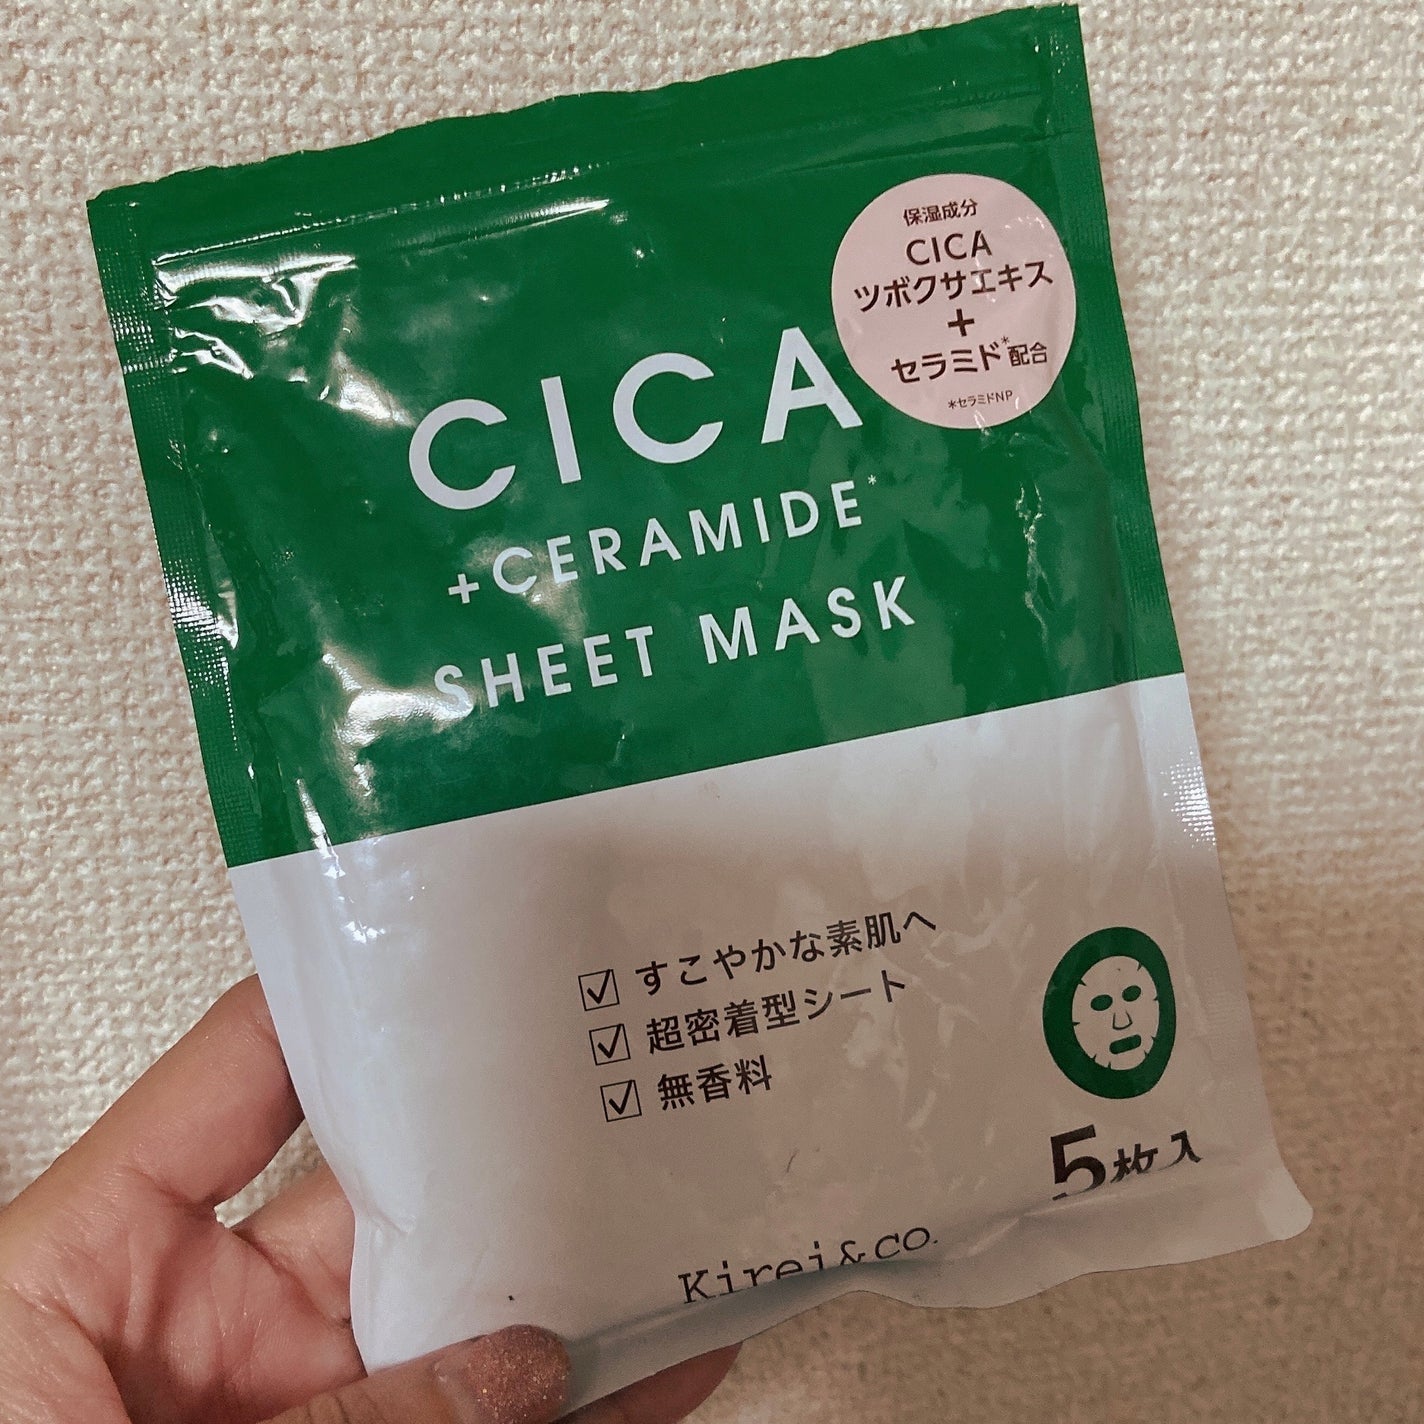 保湿成分
CICA
ツボクサエキス
+
セラミド*配合
*セラミドNP
CICA
+CERAMIDE*
SHEET MASK
☑ すこやかな素肌へ
☑ 超密着型シート
☑ 無香料
5枚入
Kirei&co.